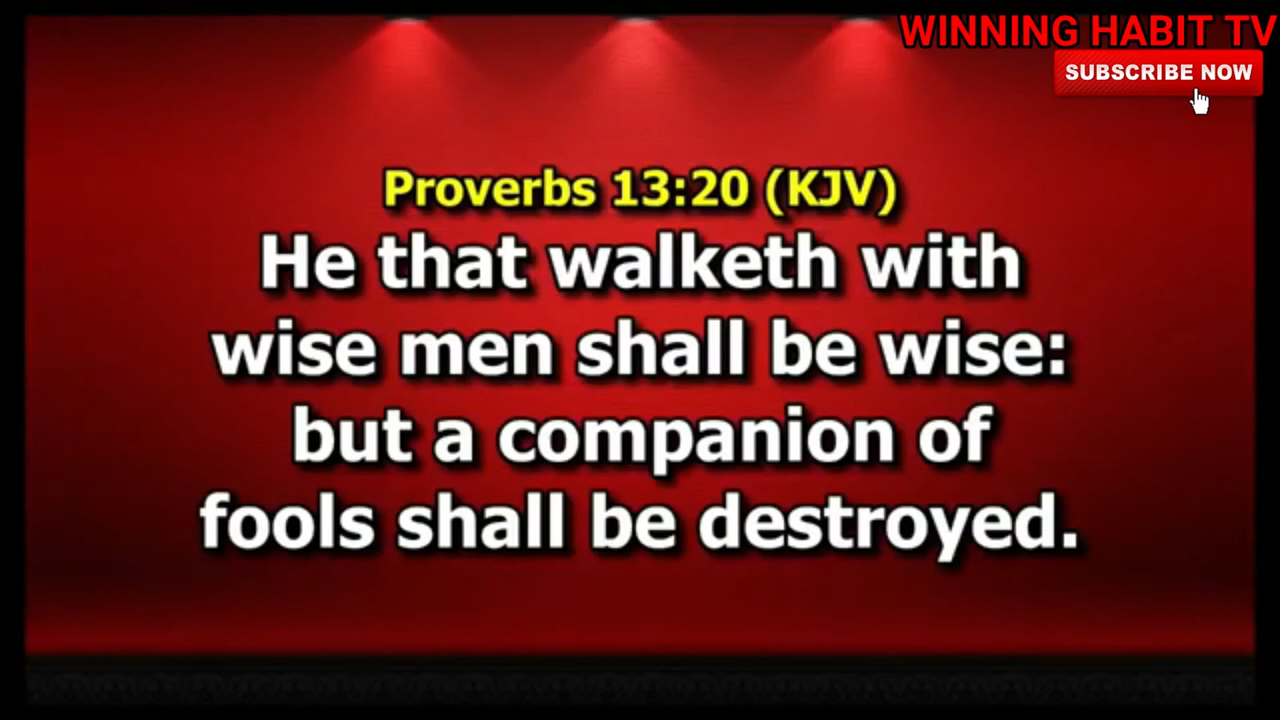 WINNING HABIT TV
SUBSCRIBE NOW
Proverbs 13:20 (KJV)
He that walketh with
wise men shall be wise:
but a companion of
fools shall be destroyed.